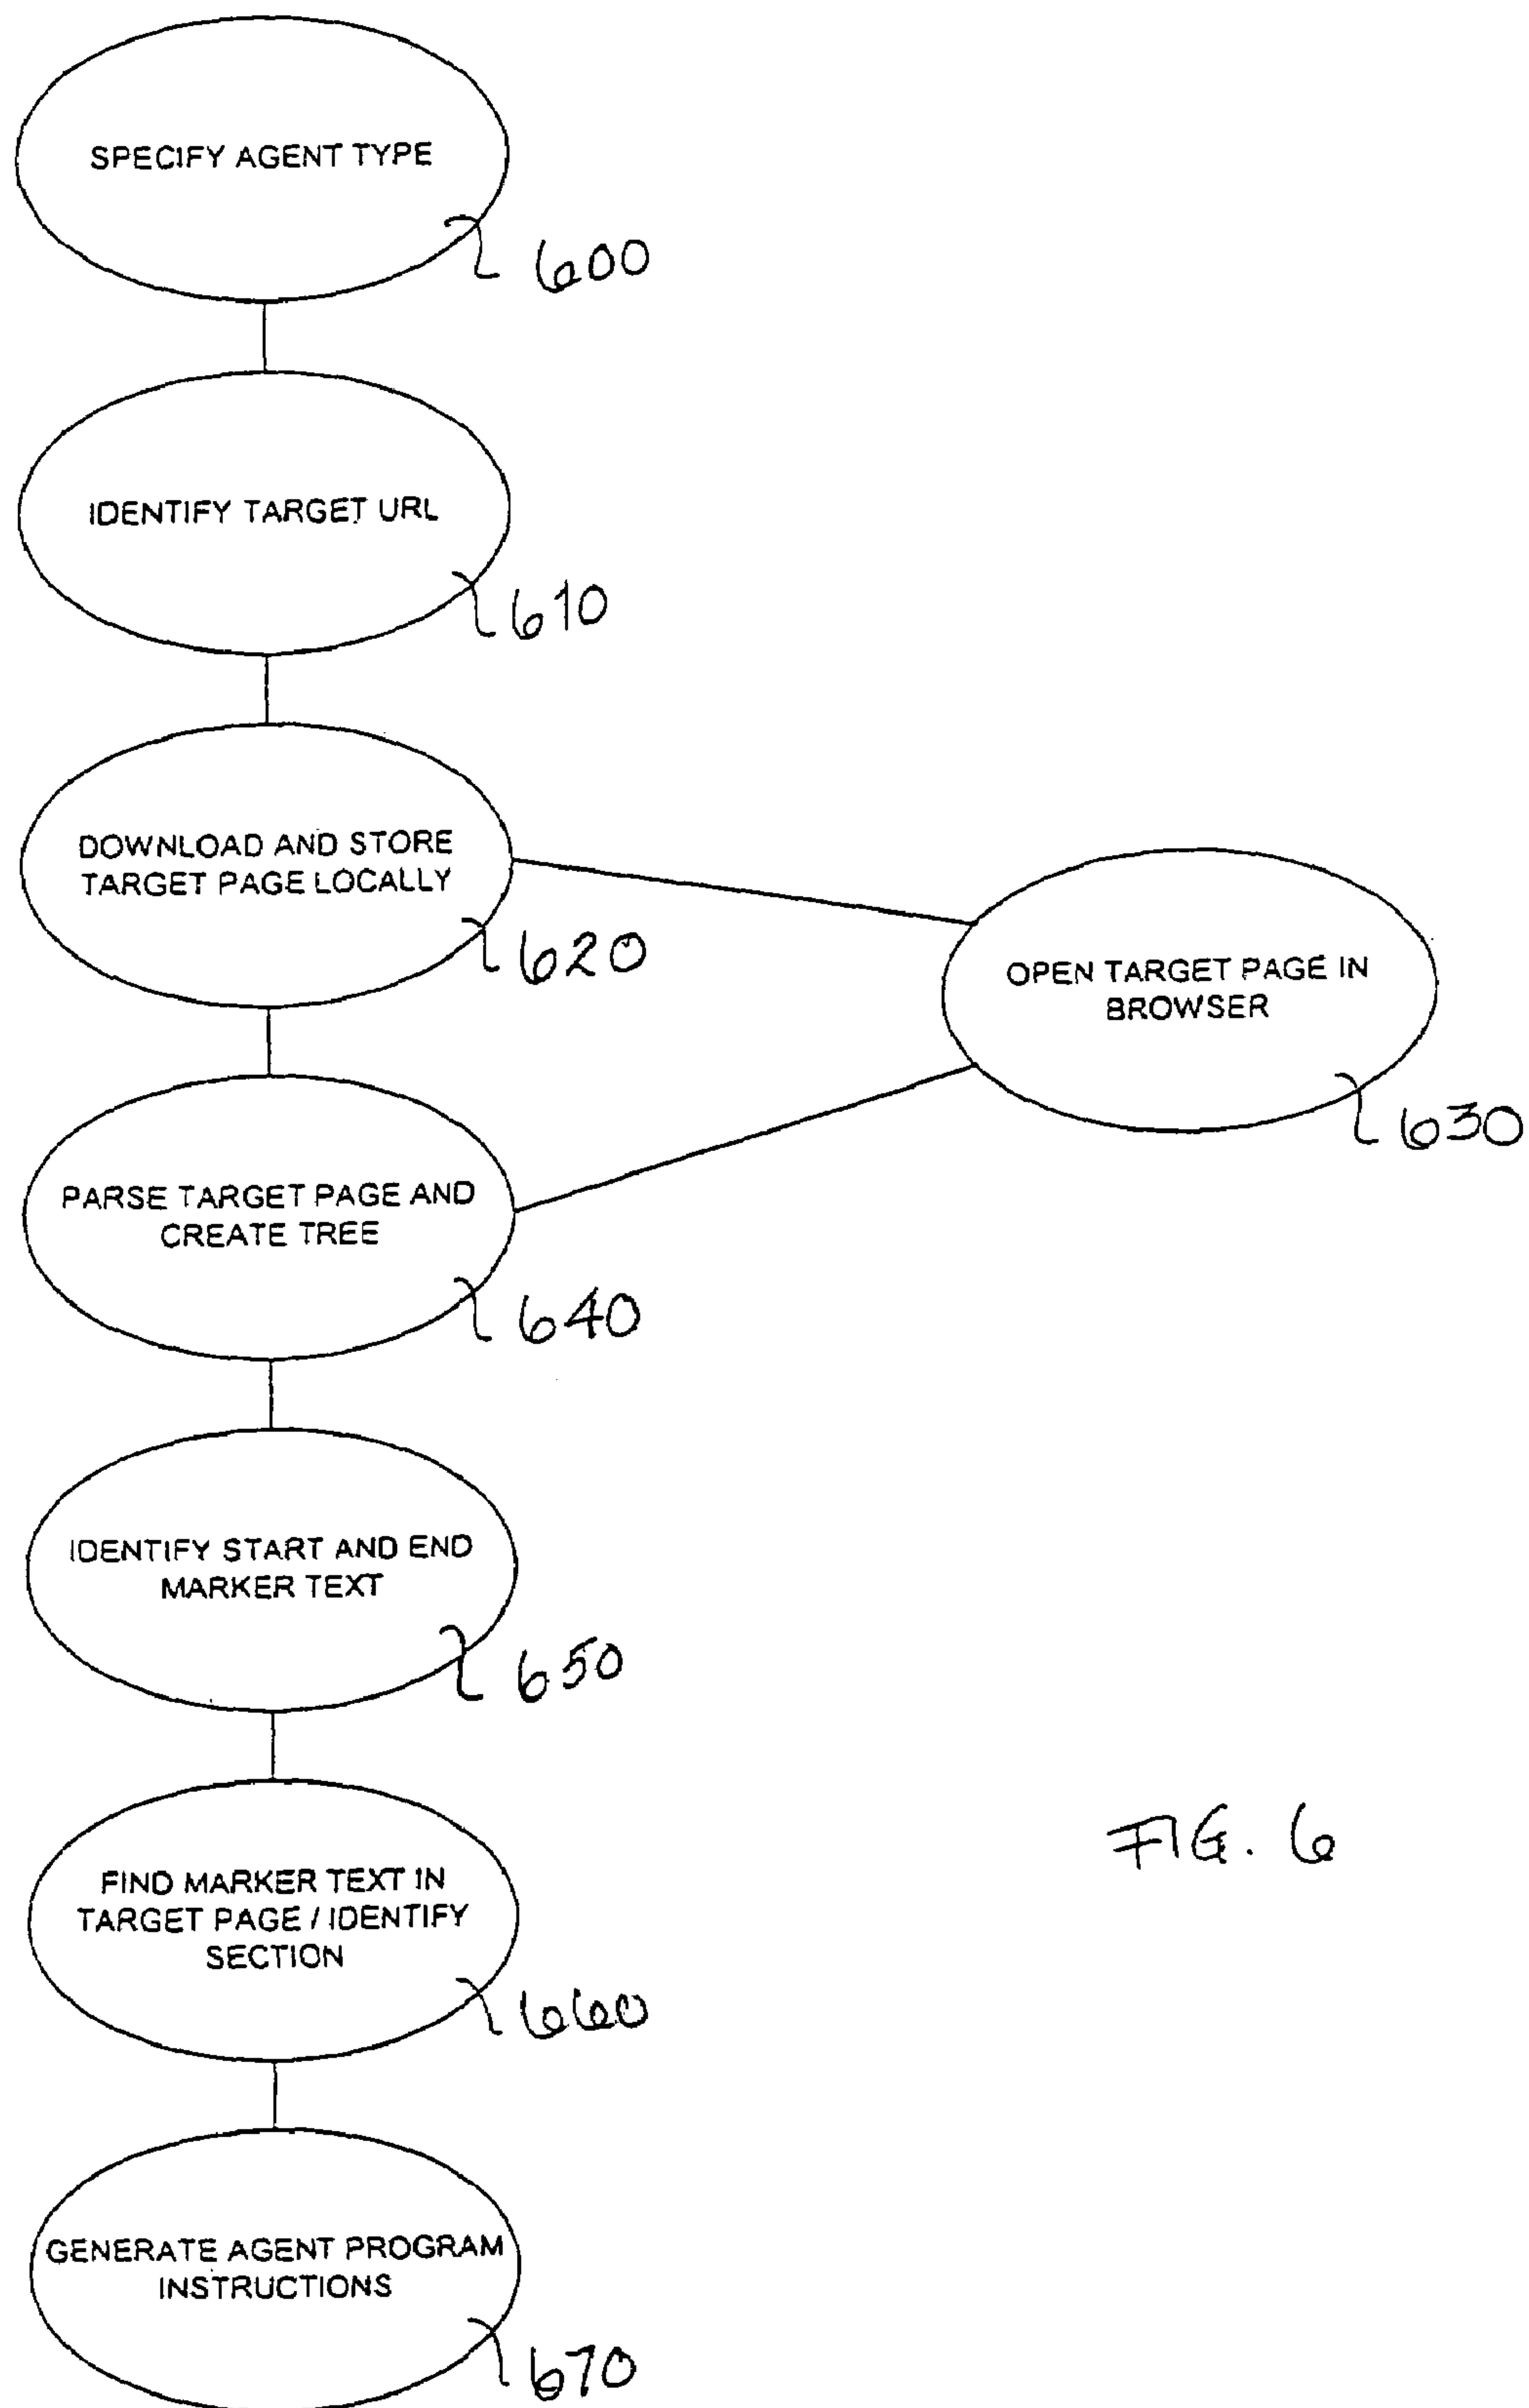 SPECIFY AGENT TYPE
600
IDENTIFY TARGET URL
610
DOWNLOAD AND STORE
TARGET PAGE LOCALLY
620
OPEN TARGET PAGE IN
BROWSER
630
PARSE TARGET PAGE AND
CREATE TREE
640
IDENTIFY START AND END
MARKER TEXT
650
FIND MARKER TEXT IN
TARGET PAGE / IDENTIFY
SECTION
660
FIG. 6
GENERATE AGENT PROGRAM
INSTRUCTIONS
670